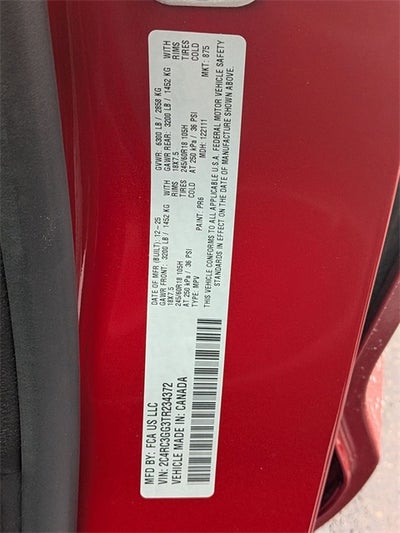 MFD BY: FCA US LLC
VIN: 2C4RC3GG3TR234372
VEHICLE MADE IN: CANADA
DATE OF MFR (BUILT): 12-25
GAWR FRONT: 3200 LB / 1452 KG WITH
18X7.5 RIMS
245/60R18 105H TIRES
AT 250 kPa / 36 PSI COLD
TYPE: MPV
PAINT: PR6
GVWR: 6300 LB / 2858 KG
GAWR REAR: 3200 LB / 1452 KG WITH
18X7.5 RIMS
245/60R18 105H TIRES
AT 250 kPa / 36 PSI COLD
MDH: 122111
MKT: 875
THIS VEHICLE CONFORMS TO ALL APPLICABLE U.S.A. FEDERAL MOTOR VEHICLE SAFETY
STANDARDS IN EFFECT ON THE DATE OF MANUFACTURE SHOWN ABOVE.